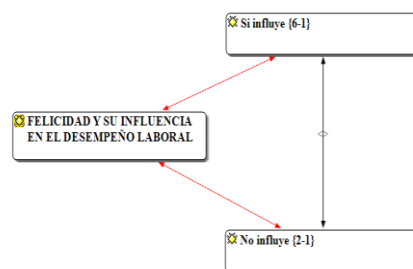 Si influye {6-1}
FELICIDAD Y SU INFLUENCIA
EN EL DESEMPEÑO LABORAL
No influye {2-1}